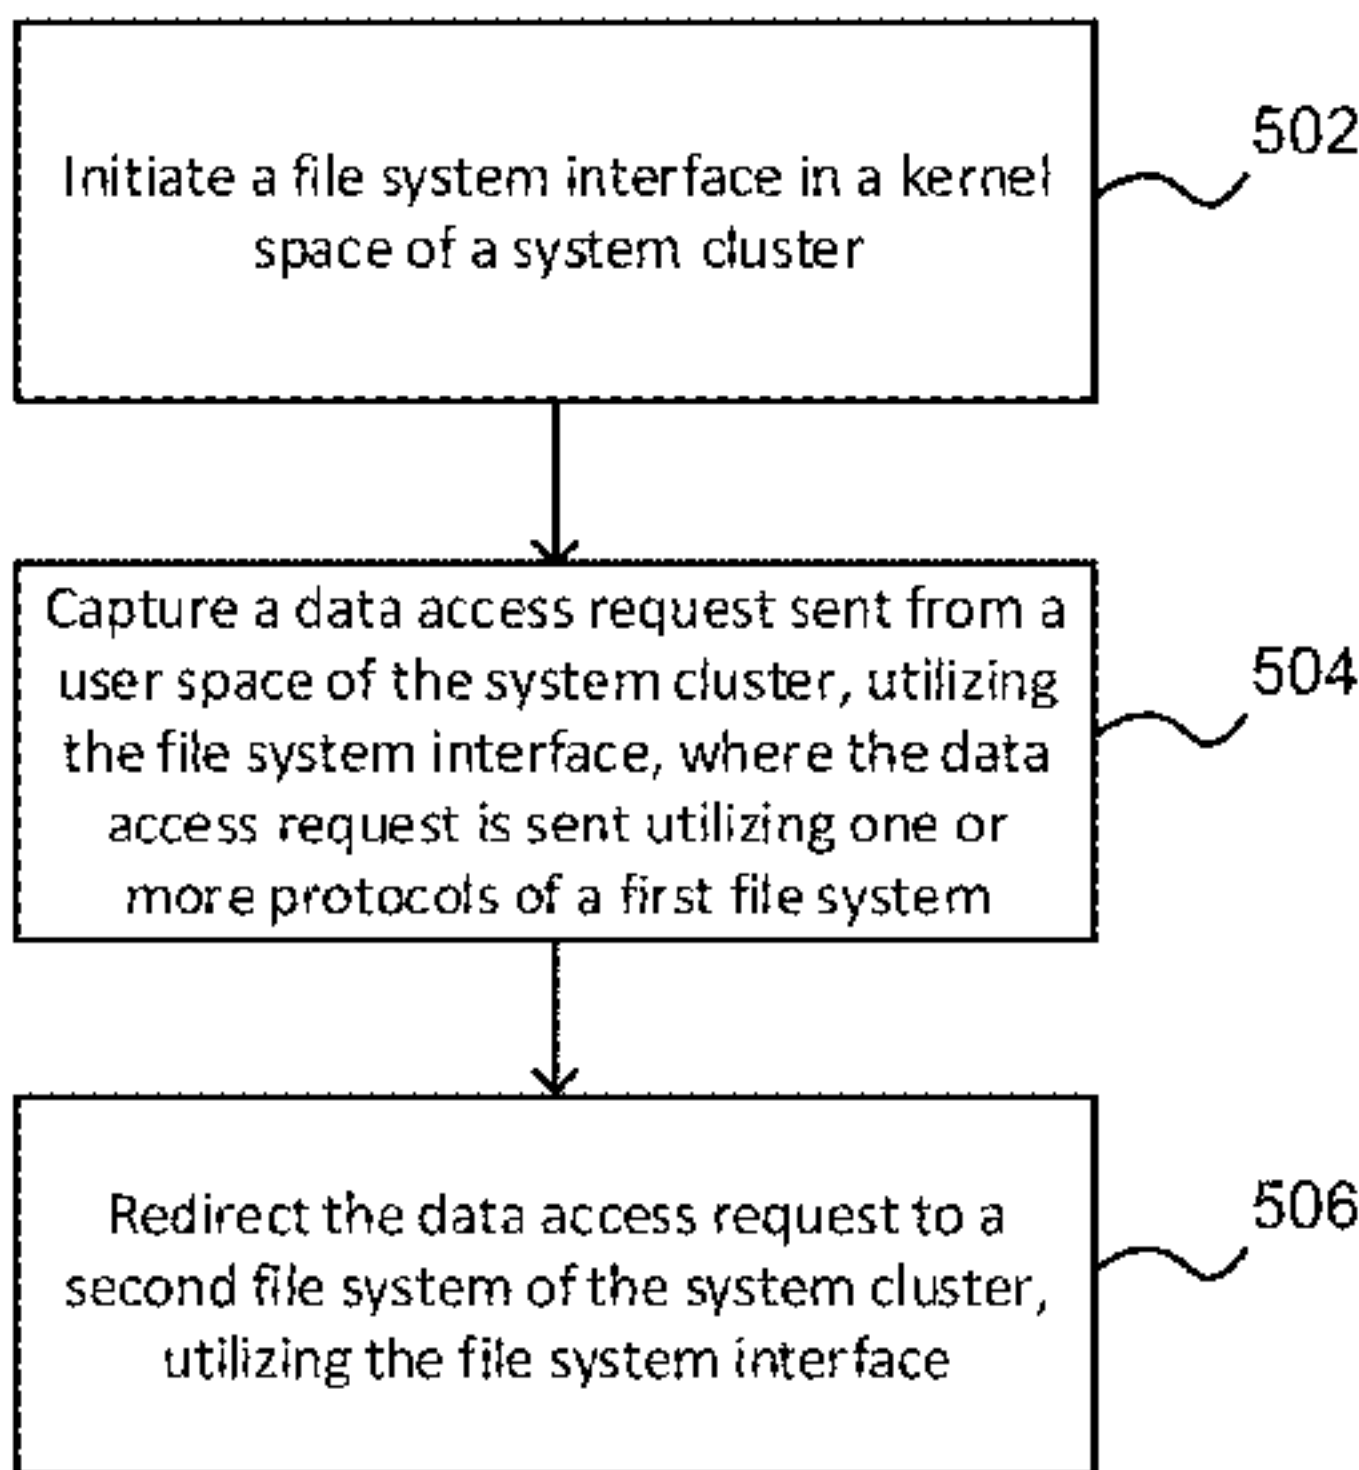 Initiate a file system interface in a kernel
space of a system cluster
502
Capture a data access request sent from a
user space of the system cluster, utilizing
the file system interface, where the data
access request is sent utilizing one or
more protocols of a first file system
504
Redirect the data access request to a
second file system of the system cluster,
utilizing the file system interface
506